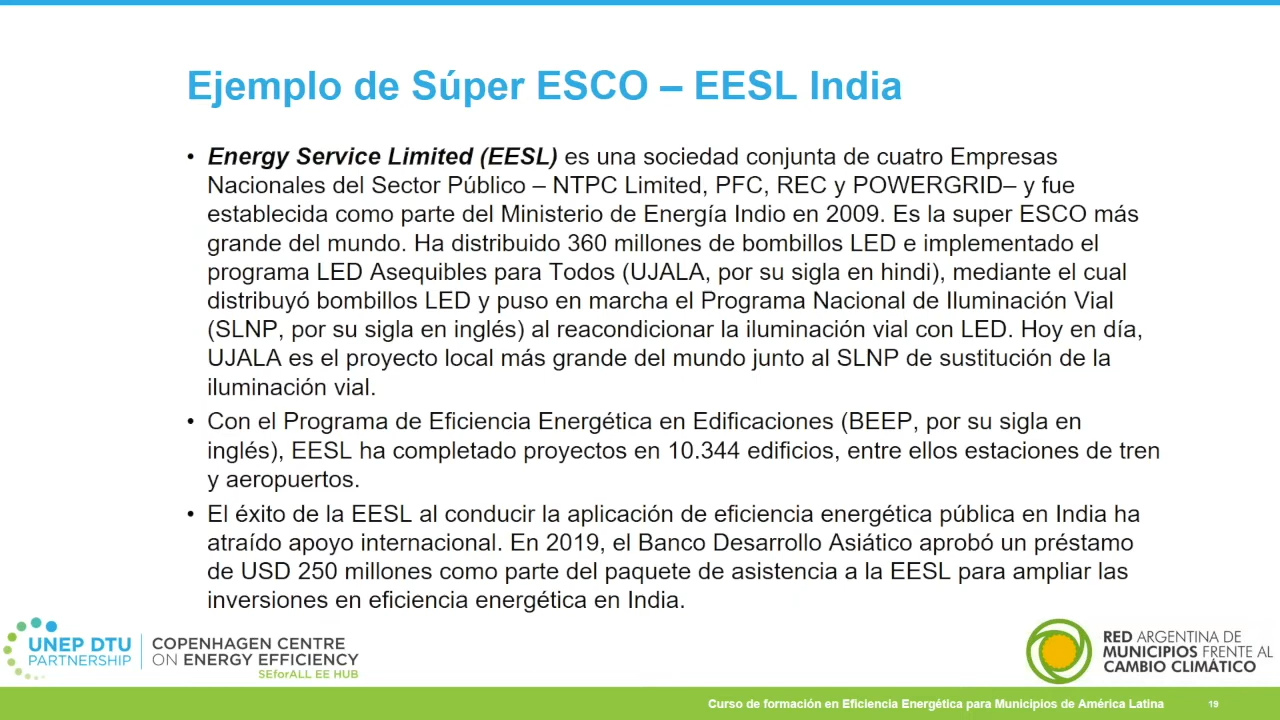 Ejemplo de Súper ESCO – EESL India
• Energy Service Limited (EESL) es una sociedad conjunta de cuatro Empresas
Nacionales del Sector Público – NTPC Limited, PFC, REC y POWERGRID– y fue
establecida como parte del Ministerio de Energía Indio en 2009. Es la super ESCO más
grande del mundo. Ha distribuido 360 millones de bombillos LED e implementado el
programa LED Asequibles para Todos (UJALA, por su sigla en hindi), mediante el cual
distribuyó bombillos LED y puso en marcha el Programa Nacional de Iluminación Vial
(SLNP, por su sigla en inglés) al reacondicionar la iluminación vial con LED. Hoy en día,
UJALA es el proyecto local más grande del mundo junto al SLNP de sustitución de la
iluminación vial.
• Con el Programa de Eficiencia Energética en Edificaciones (BEEP, por su sigla en
inglés), EESL ha completado proyectos en 10.344 edificios, entre ellos estaciones de tren
y aeropuertos.
• El éxito de la EESL al conducir la aplicación de eficiencia energética pública en India ha
atraído apoyo internacional. En 2019, el Banco Desarrollo Asiático aprobó un préstamo
de USD 250 millones como parte del paquete de asistencia a la EESL para ampliar las
inversiones en eficiencia energética en India.
UNEP DTU
PARTNERSHIP
COPENHAGEN CENTRE
ON ENERGY EFFICIENCY
SEforALL EE HUB
RED ARGENTINA DE
MUNICIPIOS FRENTE AL
CAMBIO CLIMÁTICO
Curso de formación en Eficiencia Energética para Municipios de América Latina
19